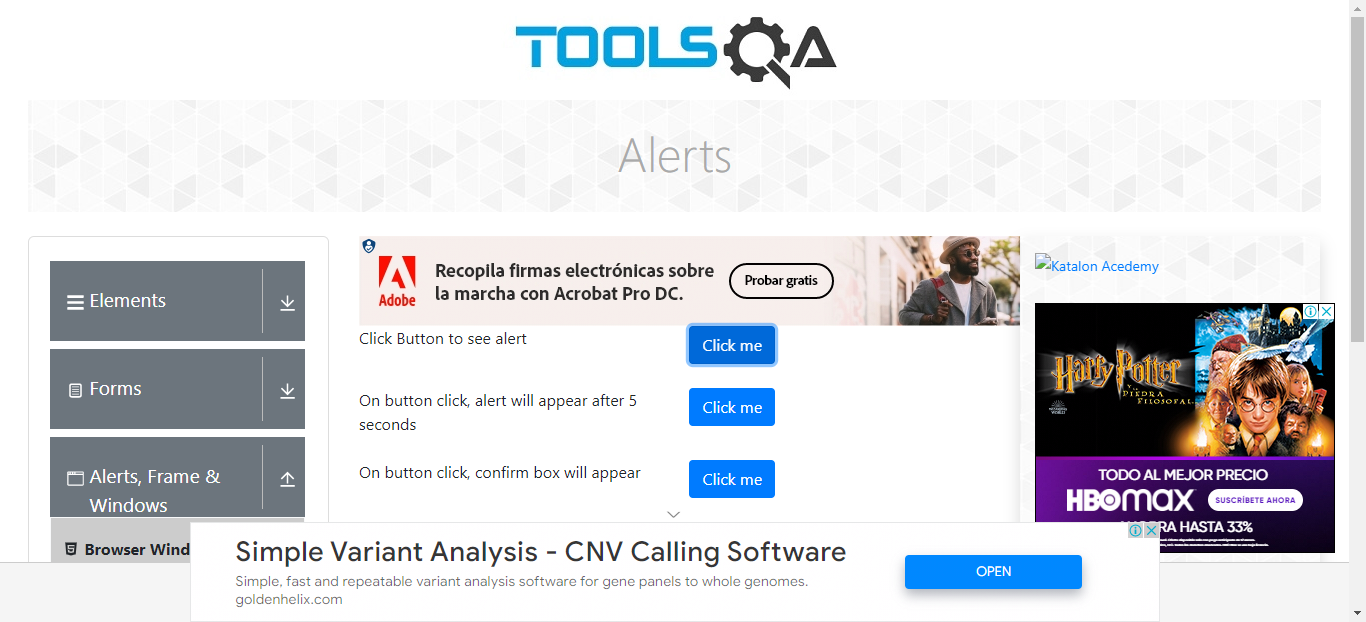 TOOLSQA
Alerts
Elements
Forms
Alerts, Frame &
Windows
Browser Wind
Adobe
Recopila firmas electrónicas sobre
la marcha con Acrobat Pro DC.
Probar gratis
Click Button to see alert
Click me
On button click, alert will appear after 5
seconds
Click me
On button click, confirm box will appear
Click me
Katalon Acedemy
Harry Potter
Y LA
PIEDRA FILOSOFAL
TODO AL MEJOR PRECIO
HBOMAX
SUSCRÍBETE AHORA
RA HASTA 33%
Simple Variant Analysis - CNV Calling Software
Simple, fast and repeatable variant analysis software for gene panels to whole genomes.
goldenhelix.com
OPEN